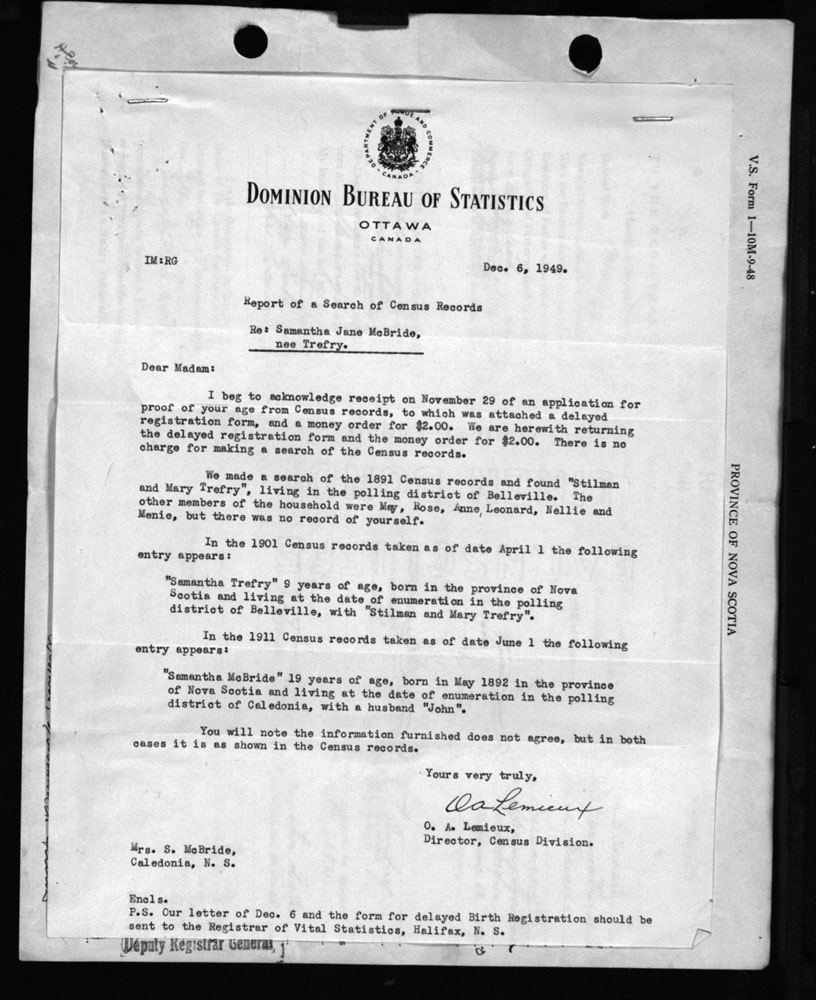 DEPARTMENT OF TRADE AND COMMERCE
CANADA
DOMINION BUREAU OF STATISTICS
OTTAWA
CANADA
IM:RG
Dec. 6, 1949.
Report of a Search of Census Records
Re: Samantha Jane McBride,
nee Trefry.
Dear Madam:
I beg to acknowledge receipt on November 29 of an application for
proof of your age from Census records, to which was attached a delayed
registration form, and a money order for $2.00. We are herewith returning
the delayed registration form and the money order for $2.00. There is no
charge for making a search of the Census records.
We made a search of the 1891 Census records and found "Stilman
and Mary Trefry", living in the polling district of Belleville. The
other members of the household were May, Rose, Anne, Leonard, Nellie and
Menie, but there was no record of yourself.
In the 1901 Census records taken as of date April 1 the following
entry appears:
"Samantha Trefry" 9 years of age, born in the province of Nova
Scotia and living at the date of enumeration in the polling
district of Belleville, with "Stilman and Mary Trefry".
In the 1911 Census records taken as of date June 1 the following
entry appears:
"Samantha McBride" 19 years of age, born in May 1892 in the province
of Nova Scotia and living at the date of enumeration in the polling
district of Caledonia, with a husband "John".
You will note the information furnished does not agree, but in both
cases it is as shown in the Census records.
Yours very truly,
OA Lemieux
O. A. Lemieux,
Director, Census Division.
Mrs. S. McBride,
Caledonia, N. S.
Encls.
P.S. Our letter of Dec. 6 and the form for delayed Birth Registration should be
sent to the Registrar of Vital Statistics, Halifax, N. S.
(Deputy Registrar General)
V.S. Form 1—10M-9-48
PROVINCE OF NOVA SCOTIA